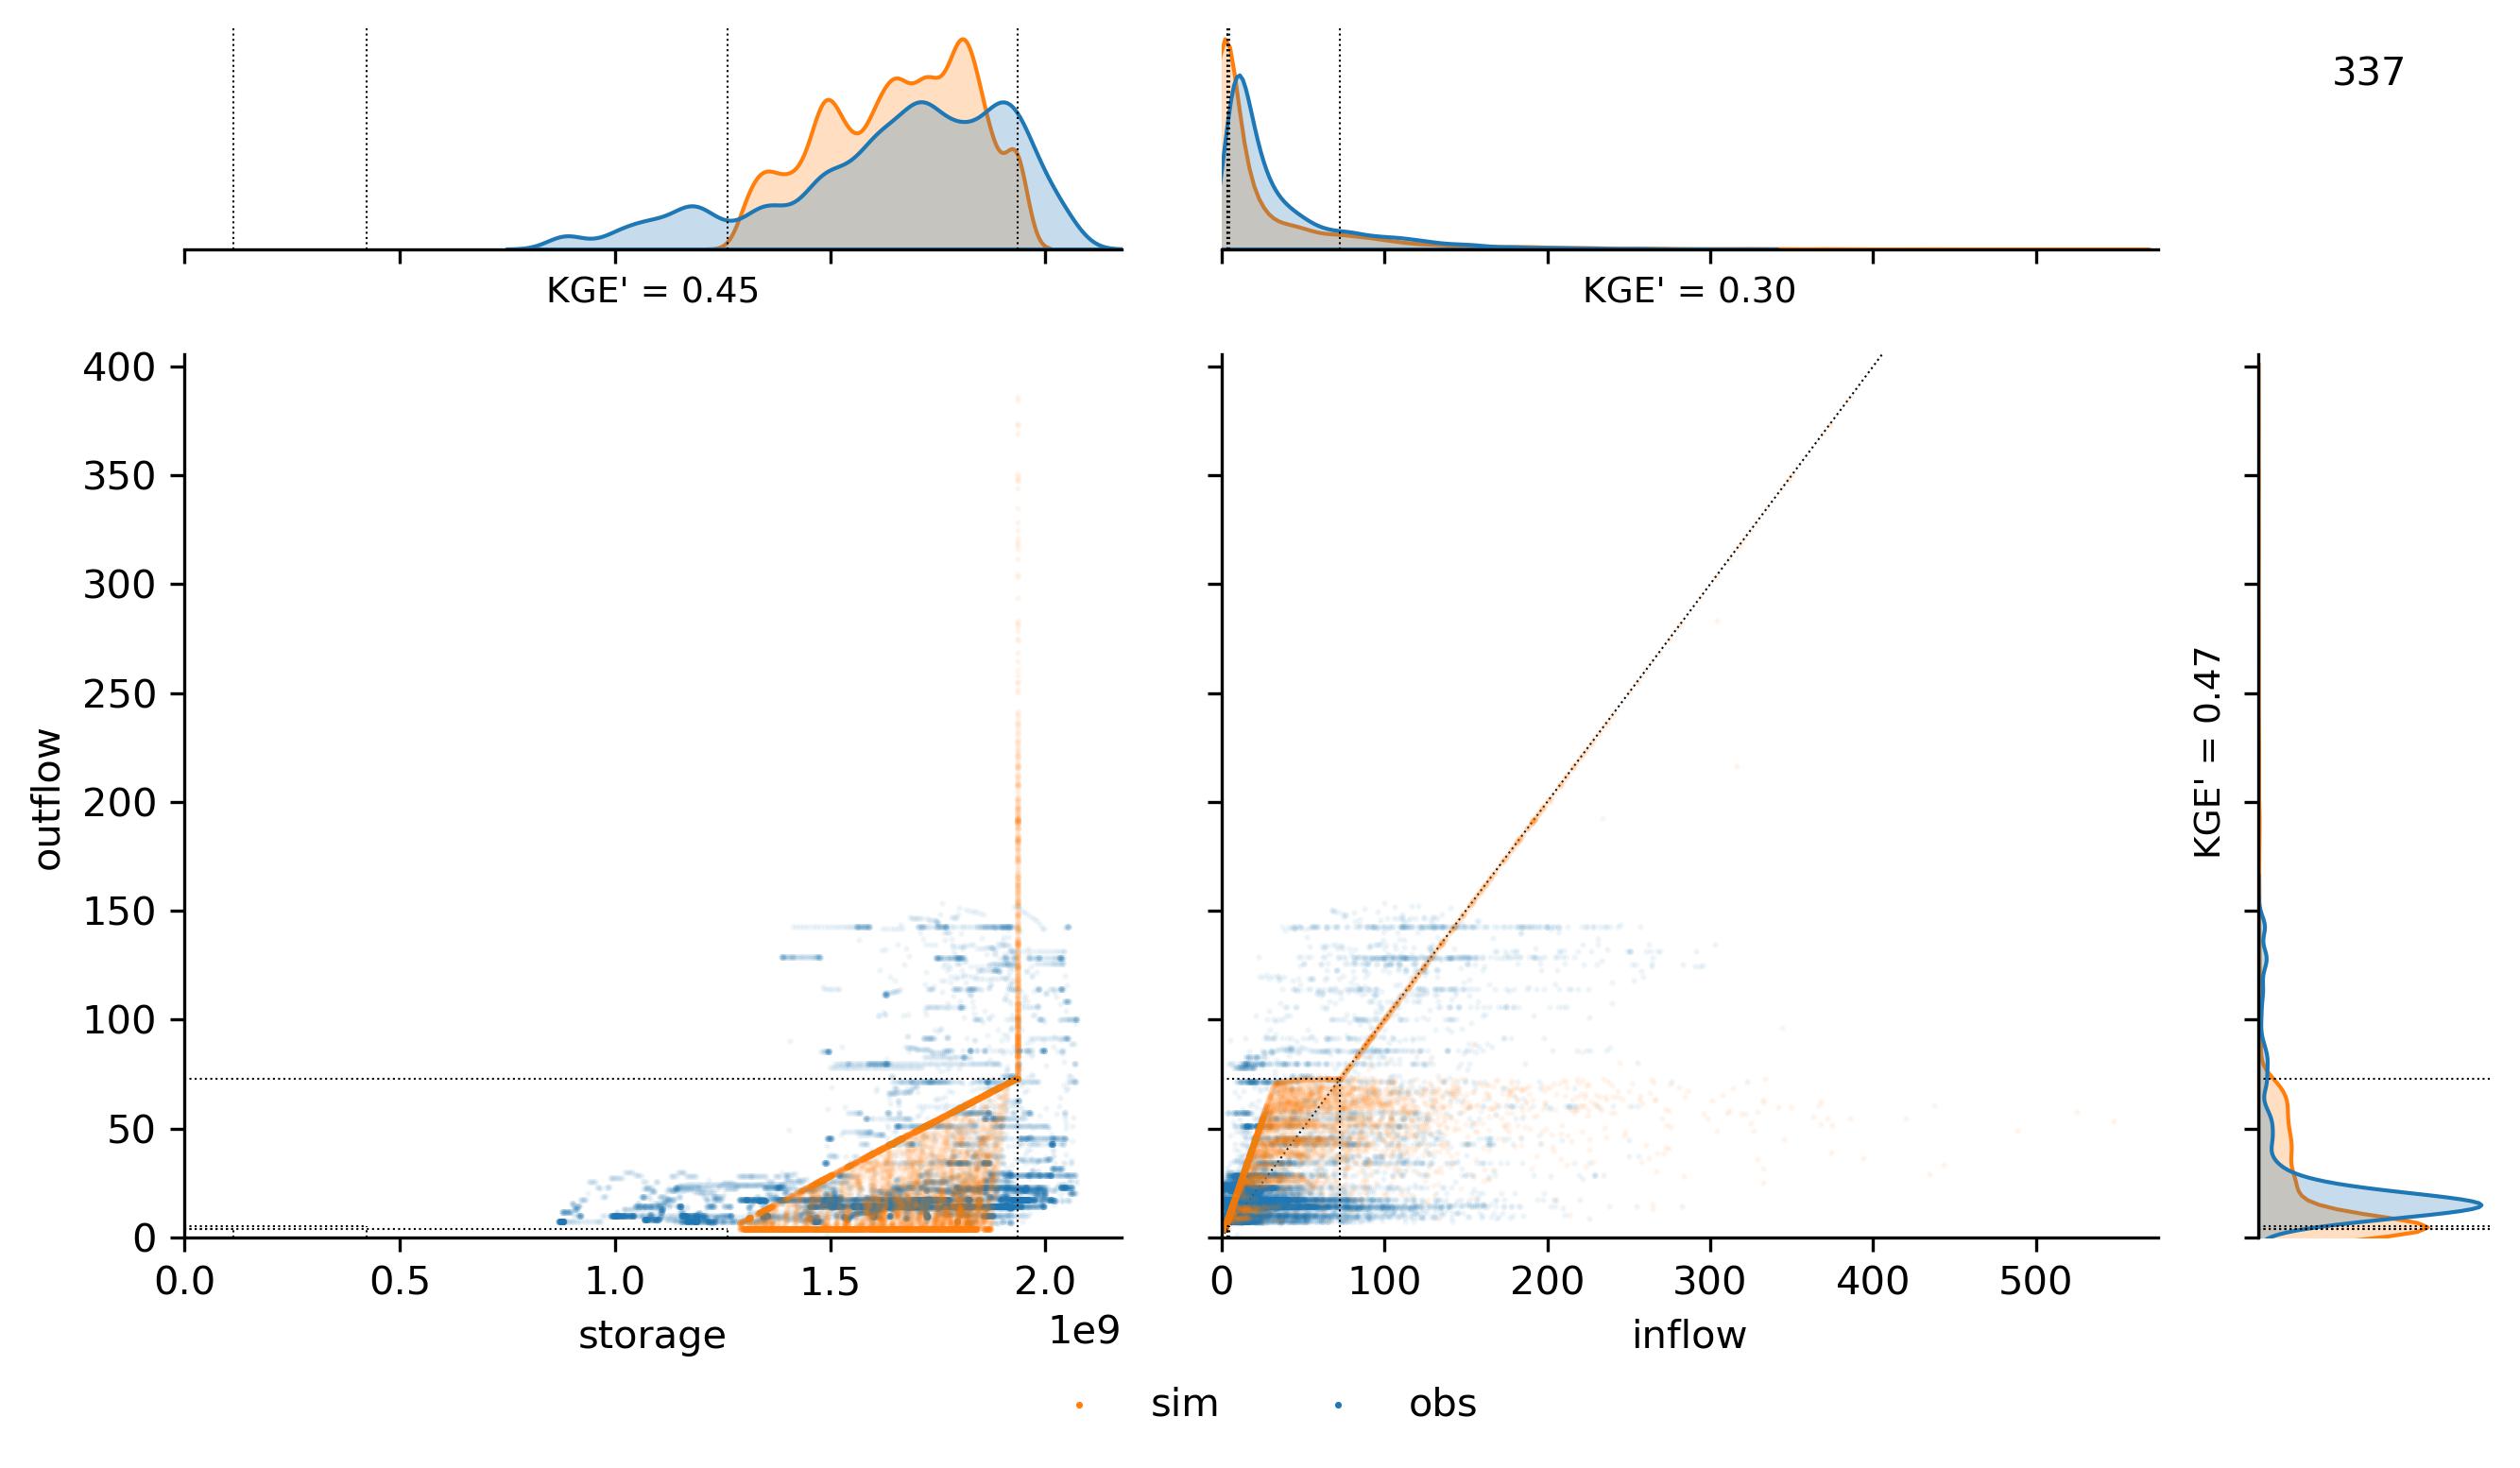 337
KGE' = 0.45
KGE' = 0.30
400
350
300
250
200
150
100
50
0
outflow
KGE' = 0.47
0.0 0.5 1.0 1.5 2.0
1e9
storage
0 100 200 300 400 500
inflow
sim obs